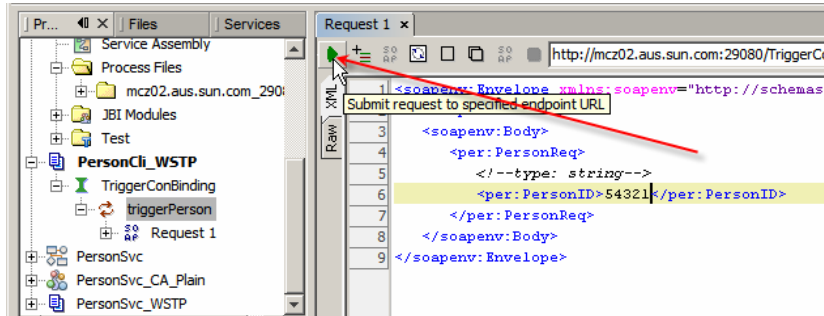 Pr...
Files
Services
Request 1
Service Assembly
Process Files
mcz02.aus.sun.com_290
JBI Modules
Test
PersonCli_WSTP
TriggerConBinding
triggerPerson
SOAP Request 1
PersonSvc
PersonSvc_CA_Plain
PersonSvc_WSTP
SOAP
SOAP
http://mcz02.aus.sun.com:29080/TriggerCo
XML
Raw
1 <soapenv:Envelope xmlns:soapenv="http://schemas
Submit request to specified endpoint URL
3 <soapenv:Body>
4 <per:PersonReq>
5 <!--type: string-->
6 <per:PersonID>54321</per:PersonID>
7 </per:PersonReq>
8 </soapenv:Body>
9 </soapenv:Envelope>